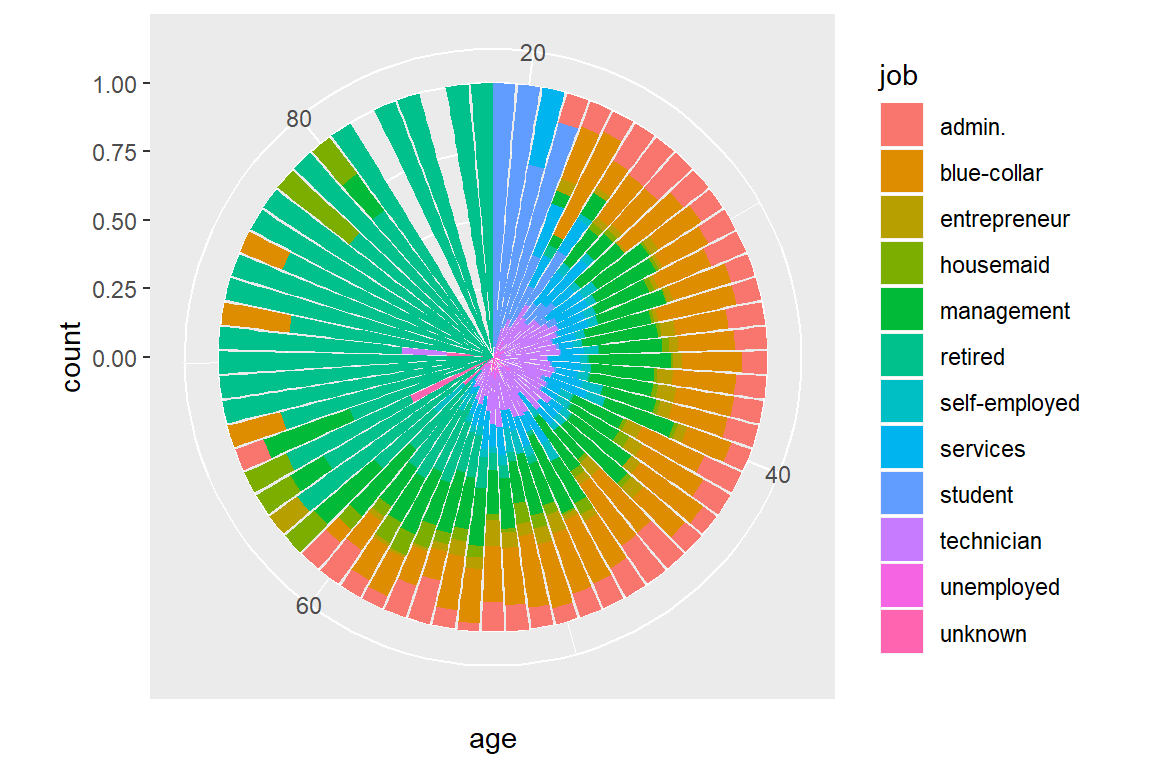 20
80
40
60
1.00
0.75
0.50
0.25
0.00
count
age
job
admin.
blue-collar
entrepreneur
housemaid
management
retired
self-employed
services
student
technician
unemployed
unknown